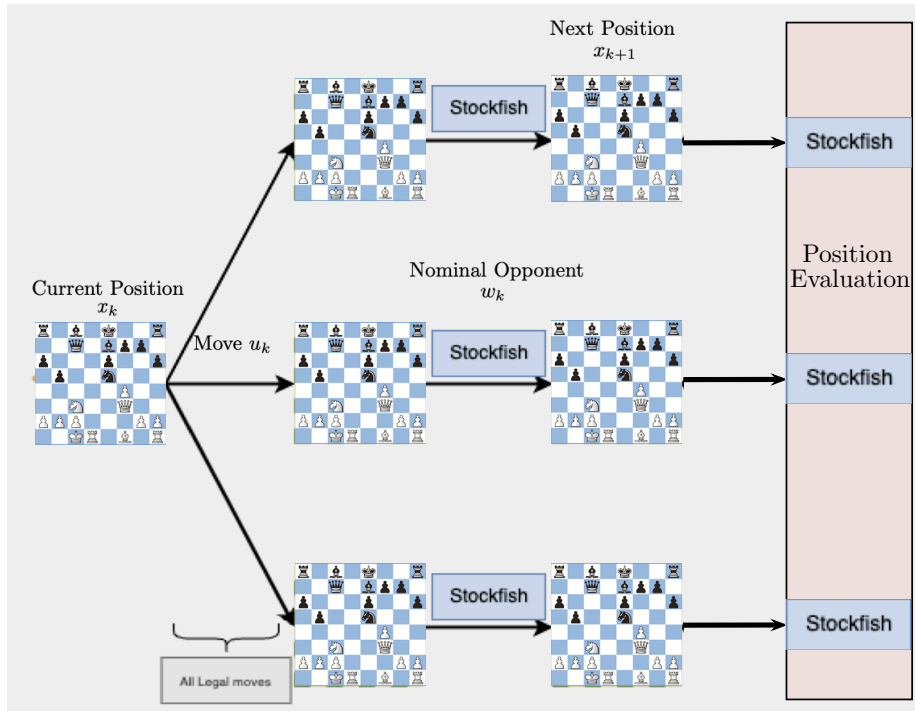 Next Position
x_{k+1}
Stockfish
Stockfish
Position
Evaluation
Nominal Opponent
w_k
Current Position
x_k
Move u_k
Stockfish
Stockfish
Stockfish
Stockfish
All Legal moves